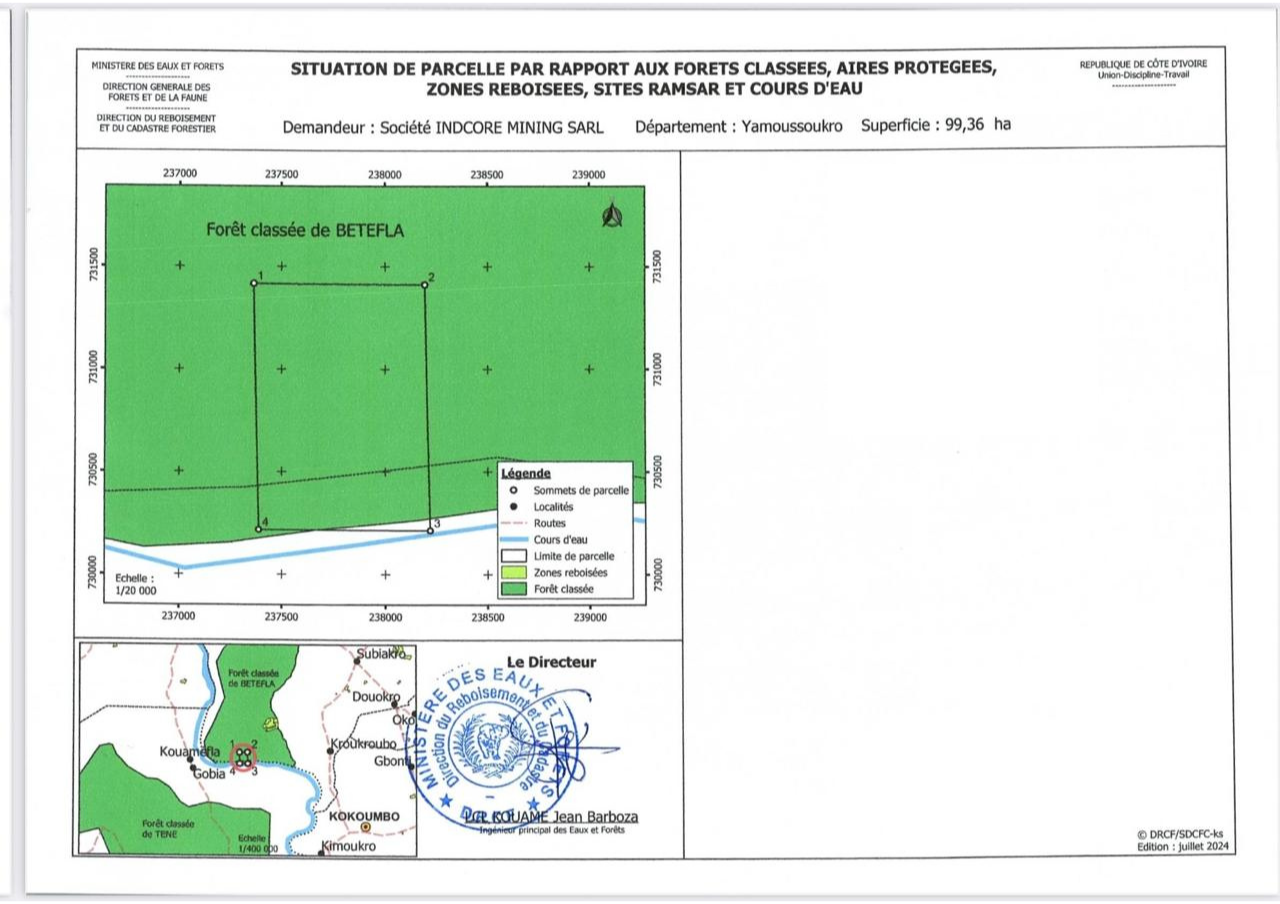 MINISTERE DES EAUX ET FORETS
--------------------
DIRECTION GENERALE DES
FORETS ET DE LA FAUNE
--------------------
DIRECTION DU REBOISEMENT
ET DU CADASTRE FORESTIER
SITUATION DE PARCELLE PAR RAPPORT AUX FORETS CLASSEES, AIRES PROTEGEES,
ZONES REBOISEES, SITES RAMSAR ET COURS D'EAU
Demandeur : Société INDCORE MINING SARL Département : Yamoussoukro Superficie : 99,36 ha
REPUBLIQUE DE CÔTE D'IVOIRE
Union-Discipline-Travail
--------------------
237000 237500 238000 238500 239000
Forêt classée de BETEFLA
731500 731500
1 2
731000 731000
730500 730500
4 3
730000 730000
Légende
Sommets de parcelle
Localités
Routes
Cours d'eau
Limite de parcelle
Zones reboisées
Forêt classée
Echelle :
1/20 000
237000 237500 238000 238500 239000
Subiakro
Forêt classée
de BETEFLA
Douokro
Oko
Kroukroubo
Kouamêfla
1 2
Gbont
Gobia 4 3
KOKOUMBO
Forêt classée
de TENE
Echelle
1/400 000
Kimoukro
Le Directeur
MINISTERE DES EAUX ET FORETS
Direction du Reboisement et du Cadastre
KOUAME Jean Barboza
Ingénieur principal des Eaux et Forêts
© DRCF/SDCFC-ks
Edition : juillet 2024